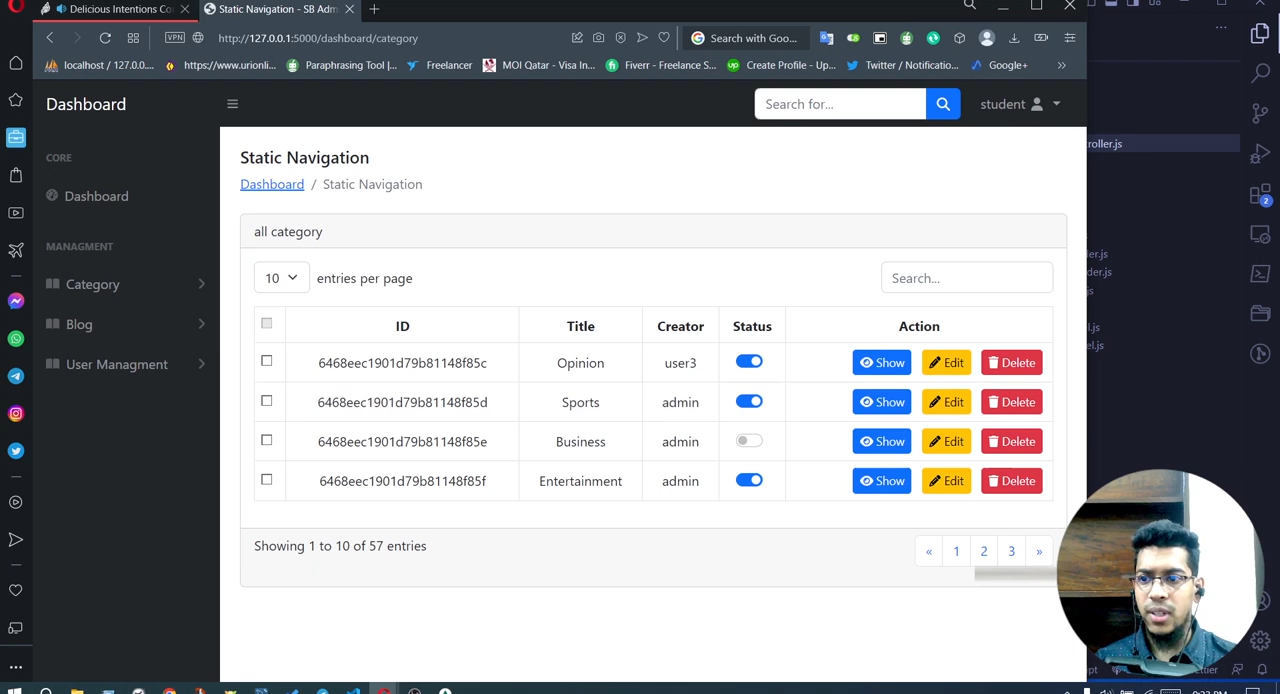 Delicious Intentions Co
Static Navigation - SB Adm
VPN
http://127.0.0.1:5000/dashboard/category
Search with Goo...
localhost / 127.0.0....
https://www.urionli...
Paraphrasing Tool |...
Freelancer
MOI Qatar - Visa In...
Fiverr - Freelance S...
Create Profile - Up...
Twitter / Notificatio...
Google+
»
Dashboard
Search for...
student
CORE
Dashboard
MANAGMENT
Category
Blog
User Managment
Static Navigation
Dashboard / Static Navigation
all category
10 entries per page
Search...
ID Title Creator Status Action
6468eec1901d79b81148f85c Opinion user3 Show Edit Delete
6468eec1901d79b81148f85d Sports admin Show Edit Delete
6468eec1901d79b81148f85e Business admin Show Edit Delete
6468eec1901d79b81148f85f Entertainment admin Show Edit Delete
Showing 1 to 10 of 57 entries
« 1 2 3 »
roller.js
ler.js
der.js
s
l.js
el.js
2